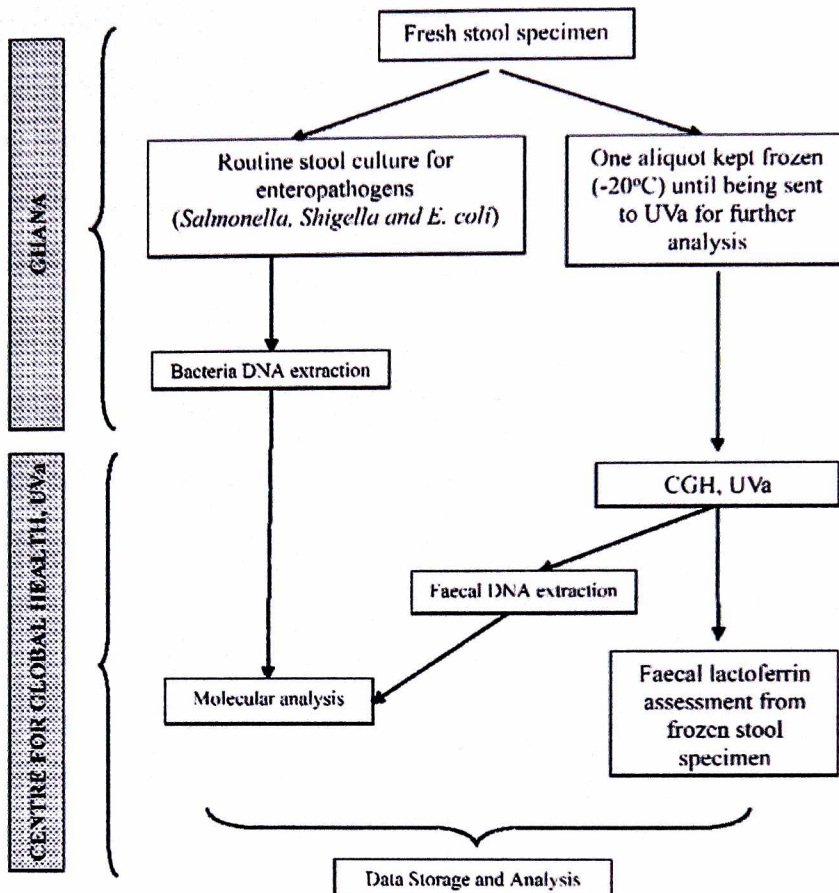 Fresh stool specimen
GHANA
Routine stool culture for
enteropathogens
(Salmonella, Shigella and E. coli)
One aliquot kept frozen
(-20ºC) until being sent
to UVa for further
analysis
Bacteria DNA extraction
CENTRE FOR GLOBAL HEALTH, UVa
CGH, UVa
Faecal DNA extraction
Molecular analysis
Faecal lactoferrin
assessment from
frozen stool
specimen
Data Storage and Analysis